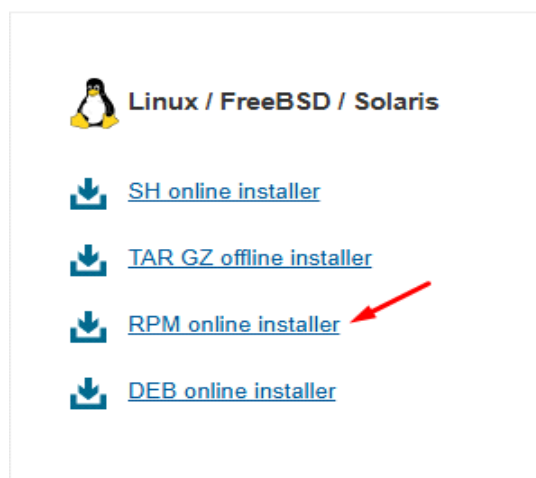 Linux / FreeBSD / Solaris
SH online installer
TAR GZ offline installer
RPM online installer
DEB online installer